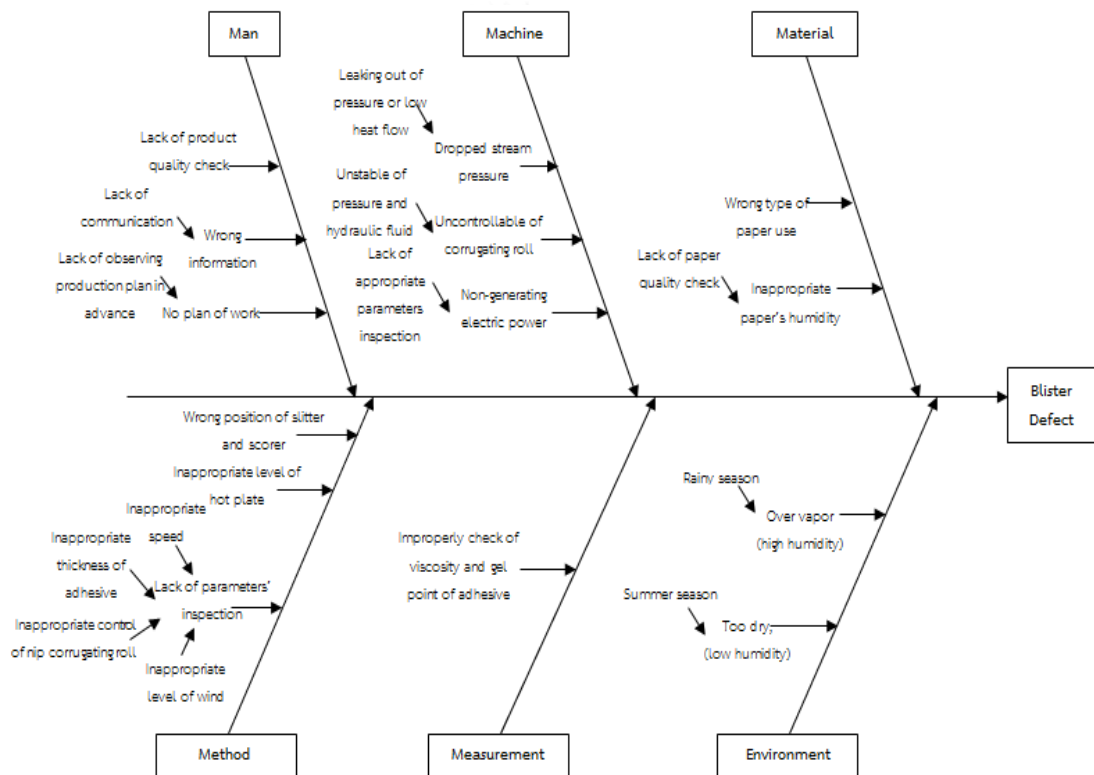 Man
Machine
Material
Leaking out of
pressure or low
heat flow
Dropped stream
pressure
Lack of product
quality check
Unstable of
pressure and
hydraulic fluid
Uncontrollable of
corrugating roll
Lack of
communication
Wrong
information
Wrong type of
paper use
Lack of observing
production plan in
advance
No plan of work
Lack of
appropriate
parameters
inspection
Non-generating
electric power
Lack of paper
quality check
Inappropriate
paper's humidity
Blister
Defect
Wrong position of slitter
and scorer
Inappropriate level of
hot plate
Inappropriate
speed
Inappropriate
thickness of
adhesive
Lack of parameters'
inspection
Inappropriate control
of nip corrugating roll
Inappropriate
level of wind
Improperly check of
viscosity and gel
point of adhesive
Rainy season
Over vapor
(high humidity)
Summer season
Too dry,
(low humidity)
Method
Measurement
Environment